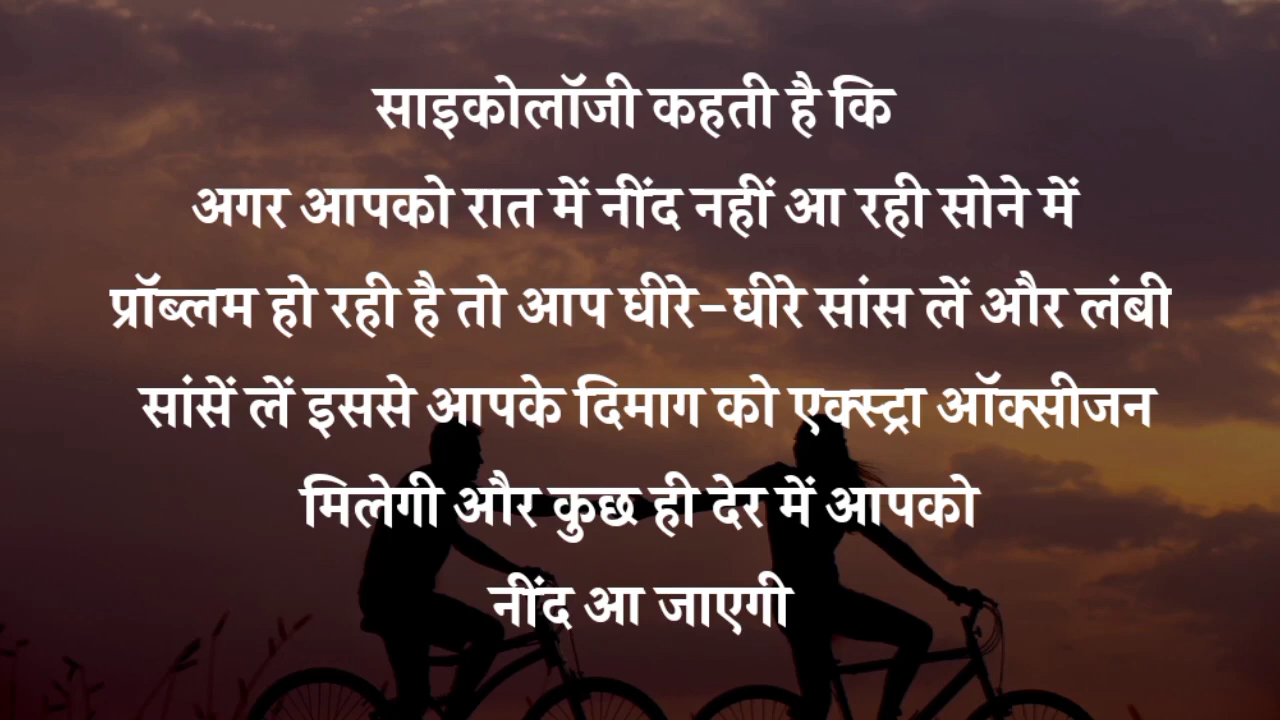 साइकोलॉजी कहती है कि
अगर आपको रात में नींद नहीं आ रही सोने में
प्रॉब्लम हो रही है तो आप धीरे-धीरे सांस लें और लंबी
सांसें लें इससे आपके दिमाग को एक्स्ट्रा ऑक्सीजन
मिलेगी और कुछ ही देर में आपको
नींद आ जाएगी